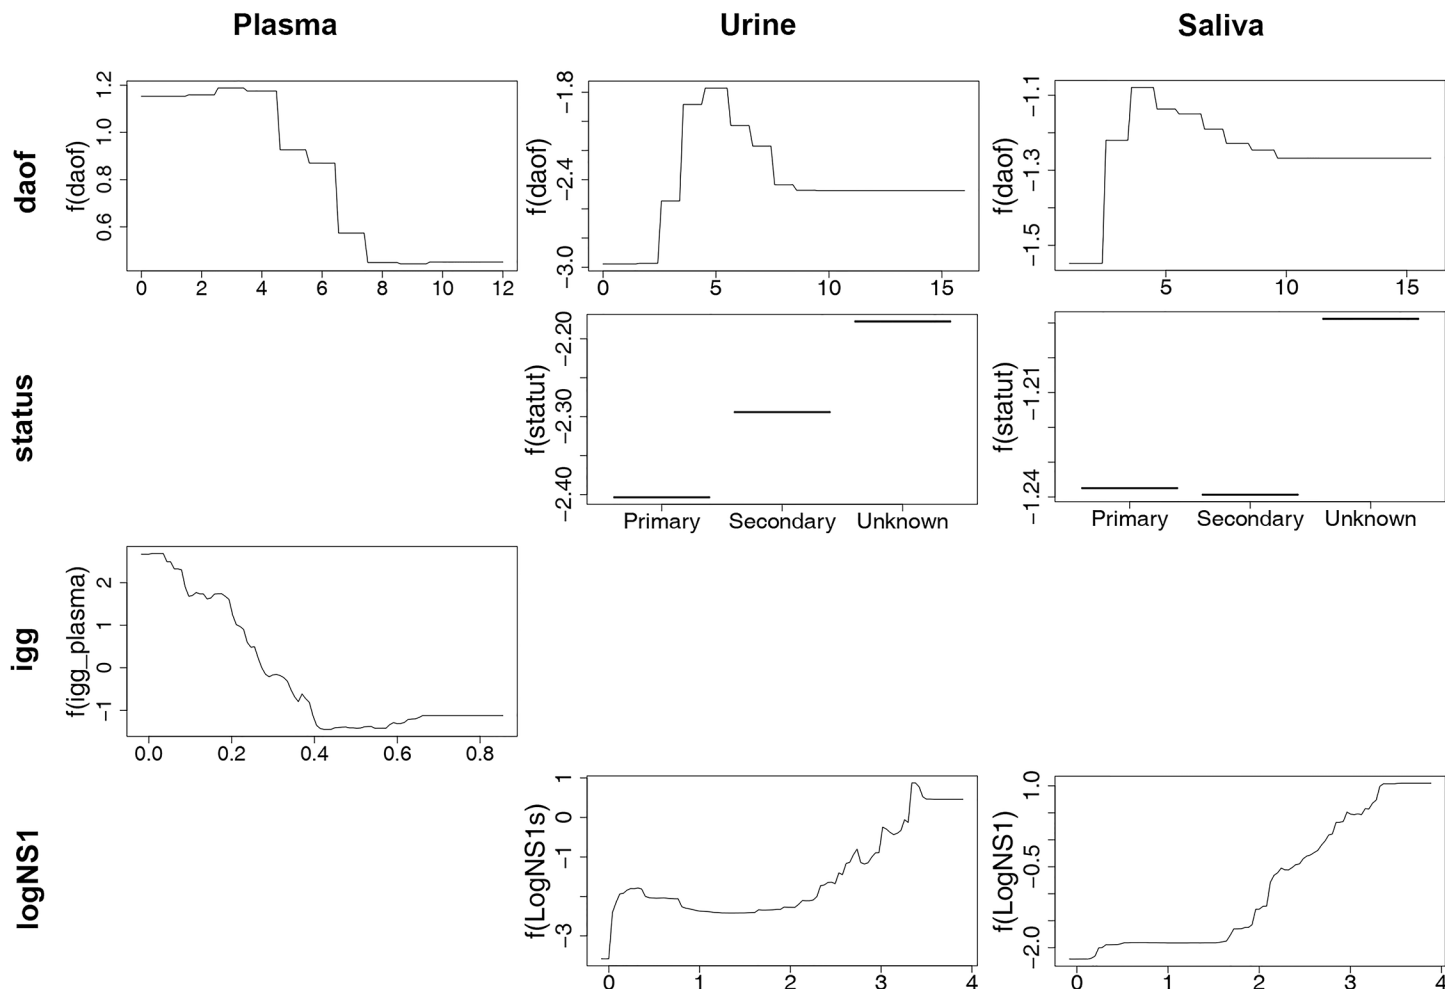 Plasma Urine Saliva
daof
f(daof)
1.2
1.0
0.8
0.6
0 2 4 6 8 10 12
f(daof)
−1.8
−2.4
−3.0
0 5 10 15
f(daof)
−1.1
−1.3
−1.5
5 10 15
status
f(statut)
−2.20
−2.30
−2.40
Primary Secondary Unknown
f(statut)
−1.21
−1.24
Primary Secondary Unknown
igg
f(igg_plasma)
2
1
0
−1
0.0 0.2 0.4 0.6 0.8
logNS1
f(LogNS1s)
1
0
−1
−3
0 1 2 3 4
f(LogNS1)
1.0
−0.5
−2.0
0 1 2 3 4